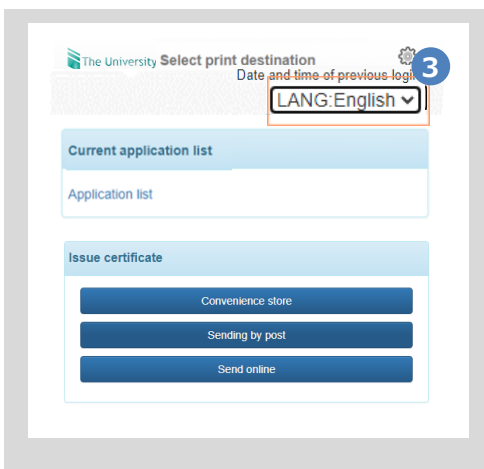 The University Select print destination
Date and time of previous login
3
LANG:English
Current application list
Application list
Issue certificate
Convenience store
Sending by post
Send online